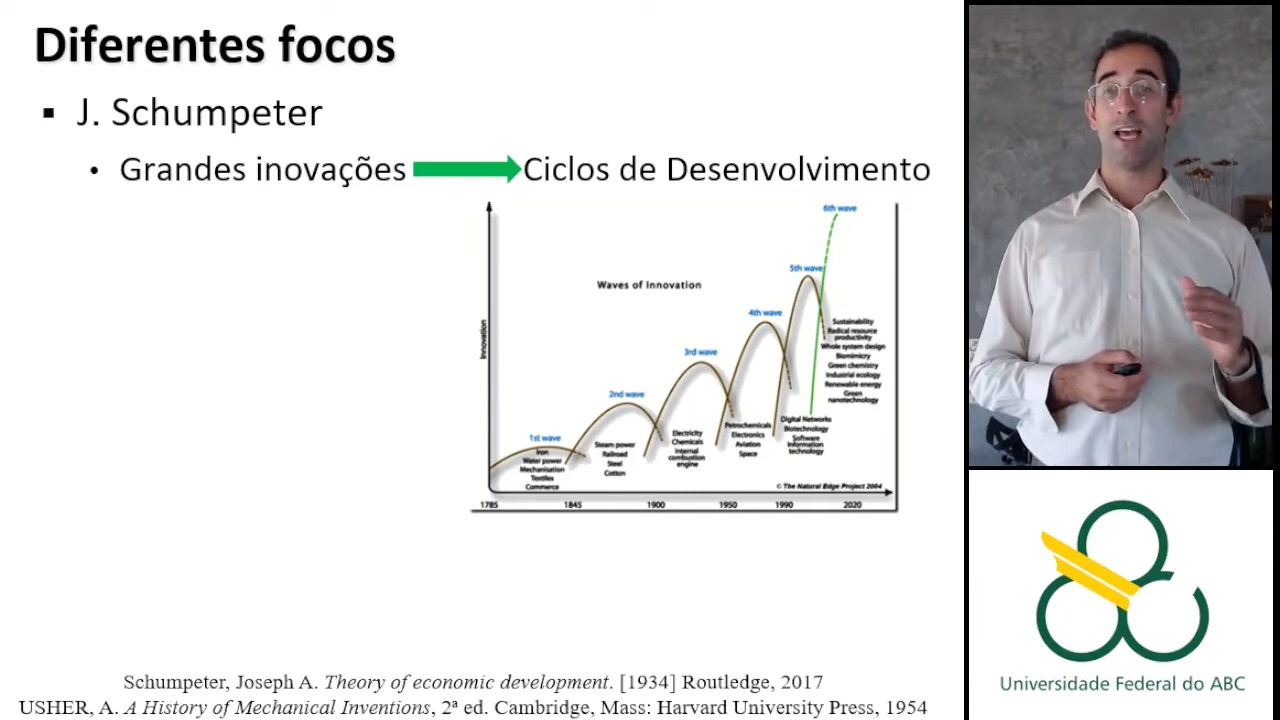 Diferentes focos
▪ J. Schumpeter
• Grandes inovações Ciclos de Desenvolvimento
6th wave
5th wave
Waves of Innovation
4th wave
Sustainability
Radical resource
productivity
Whole system design
Biomimicry
Green chemistry
Industrial ecology
Renewable energy
Green
nanotechnology
Innovation
3rd wave
2nd wave
1st wave
Iron
Water power
Mechanisation
Textiles
Commerce
Steam power
Railroad
Steel
Cotton
Electricity
Chemicals
Internal
combustion
engine
Petrochemicals
Electronics
Aviation
Space
Digital Networks
Biotechnology
Software
Information
technology
© The Natural Edge Project 2004
1785 1845 1900 1950 1990 2020
Schumpeter, Joseph A. Theory of economic development. [1934] Routledge, 2017
USHER, A. A History of Mechanical Inventions, 2ª ed. Cambridge, Mass: Harvard University Press, 1954
Universidade Federal do ABC